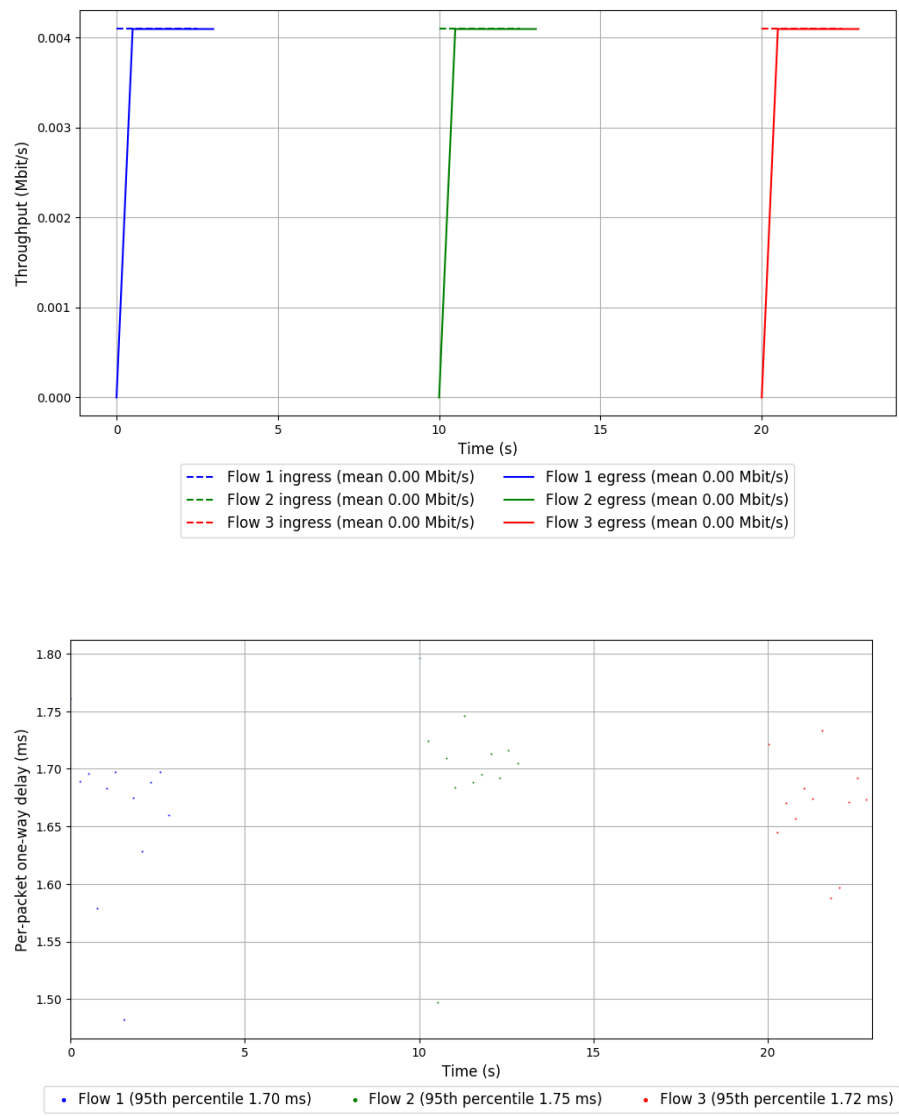 0.004
0.003
0.002
0.001
0.000
Throughput (Mbit/s)
0 5 10 15 20
Time (s)
Flow 1 ingress (mean 0.00 Mbit/s) Flow 1 egress (mean 0.00 Mbit/s)
Flow 2 ingress (mean 0.00 Mbit/s) Flow 2 egress (mean 0.00 Mbit/s)
Flow 3 ingress (mean 0.00 Mbit/s) Flow 3 egress (mean 0.00 Mbit/s)
1.80
1.75
1.70
1.65
1.60
1.55
1.50
Per-packet one-way delay (ms)
0 5 10 15 20
Time (s)
Flow 1 (95th percentile 1.70 ms) Flow 2 (95th percentile 1.75 ms) Flow 3 (95th percentile 1.72 ms)